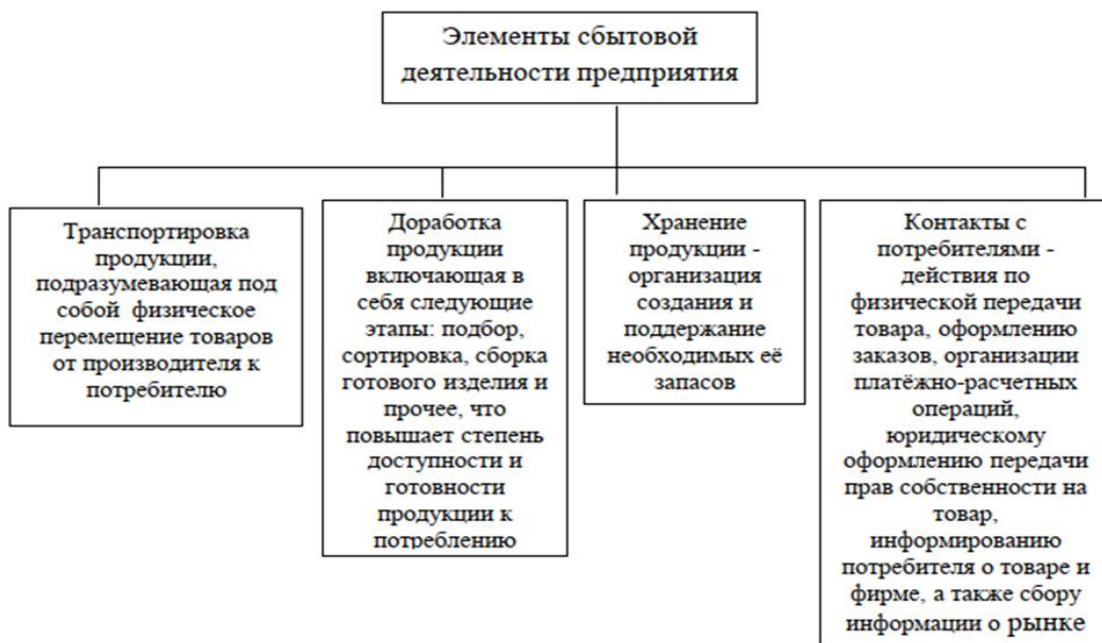 Элементы сбытовой
деятельности предприятия
Транспортировка
продукции,
подразумевающая под
собой физическое
перемещение товаров
от производителя к
потребителю
Доработка
продукции
включающая в
себя следующие
этапы: подбор,
сортировка, сборка
готового изделия и
прочее, что
повышает степень
доступности и
готовности
продукции к
потреблению
Хранение
продукции -
организация
создания и
поддержание
необходимых её
запасов
Контакты с
потребителями -
действия по
физической передачи
товара, оформлению
заказов, организации
платёжно-расчетных
операций,
юридическому
оформлению передачи
прав собственности на
товар,
информированию
потребителя о товаре и
фирме, а также сбору
информации о рынке